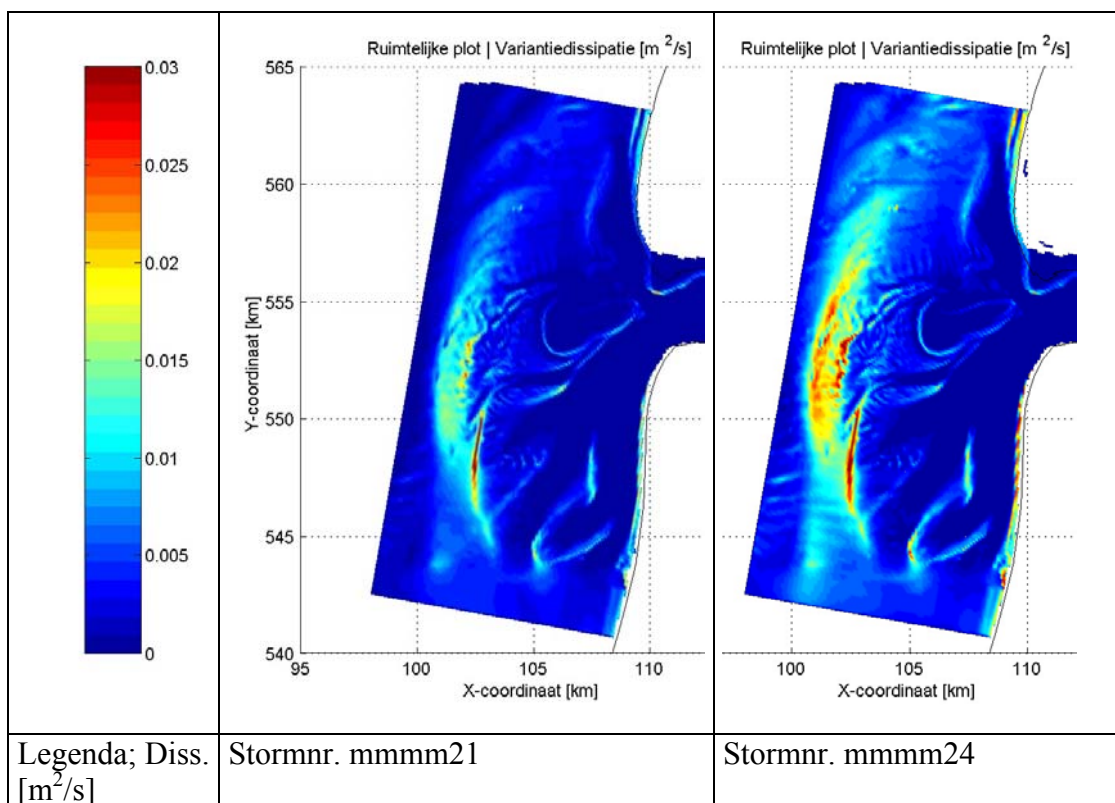 0.03
0.025
0.02
0.015
0.01
0.005
0
Ruimtelijke plot | Variantiedissipatie [m²/s]
565
560
555
550
545
540
Y-coordinaat [km]
95 100 105 110
X-coordinaat [km]
Ruimtelijke plot | Variantiedissipatie [m²/s]
100 105 110
X-coordinaat [km]
Legenda; Diss.
[m²/s]
Stormnr. mmmm21
Stormnr. mmmm24